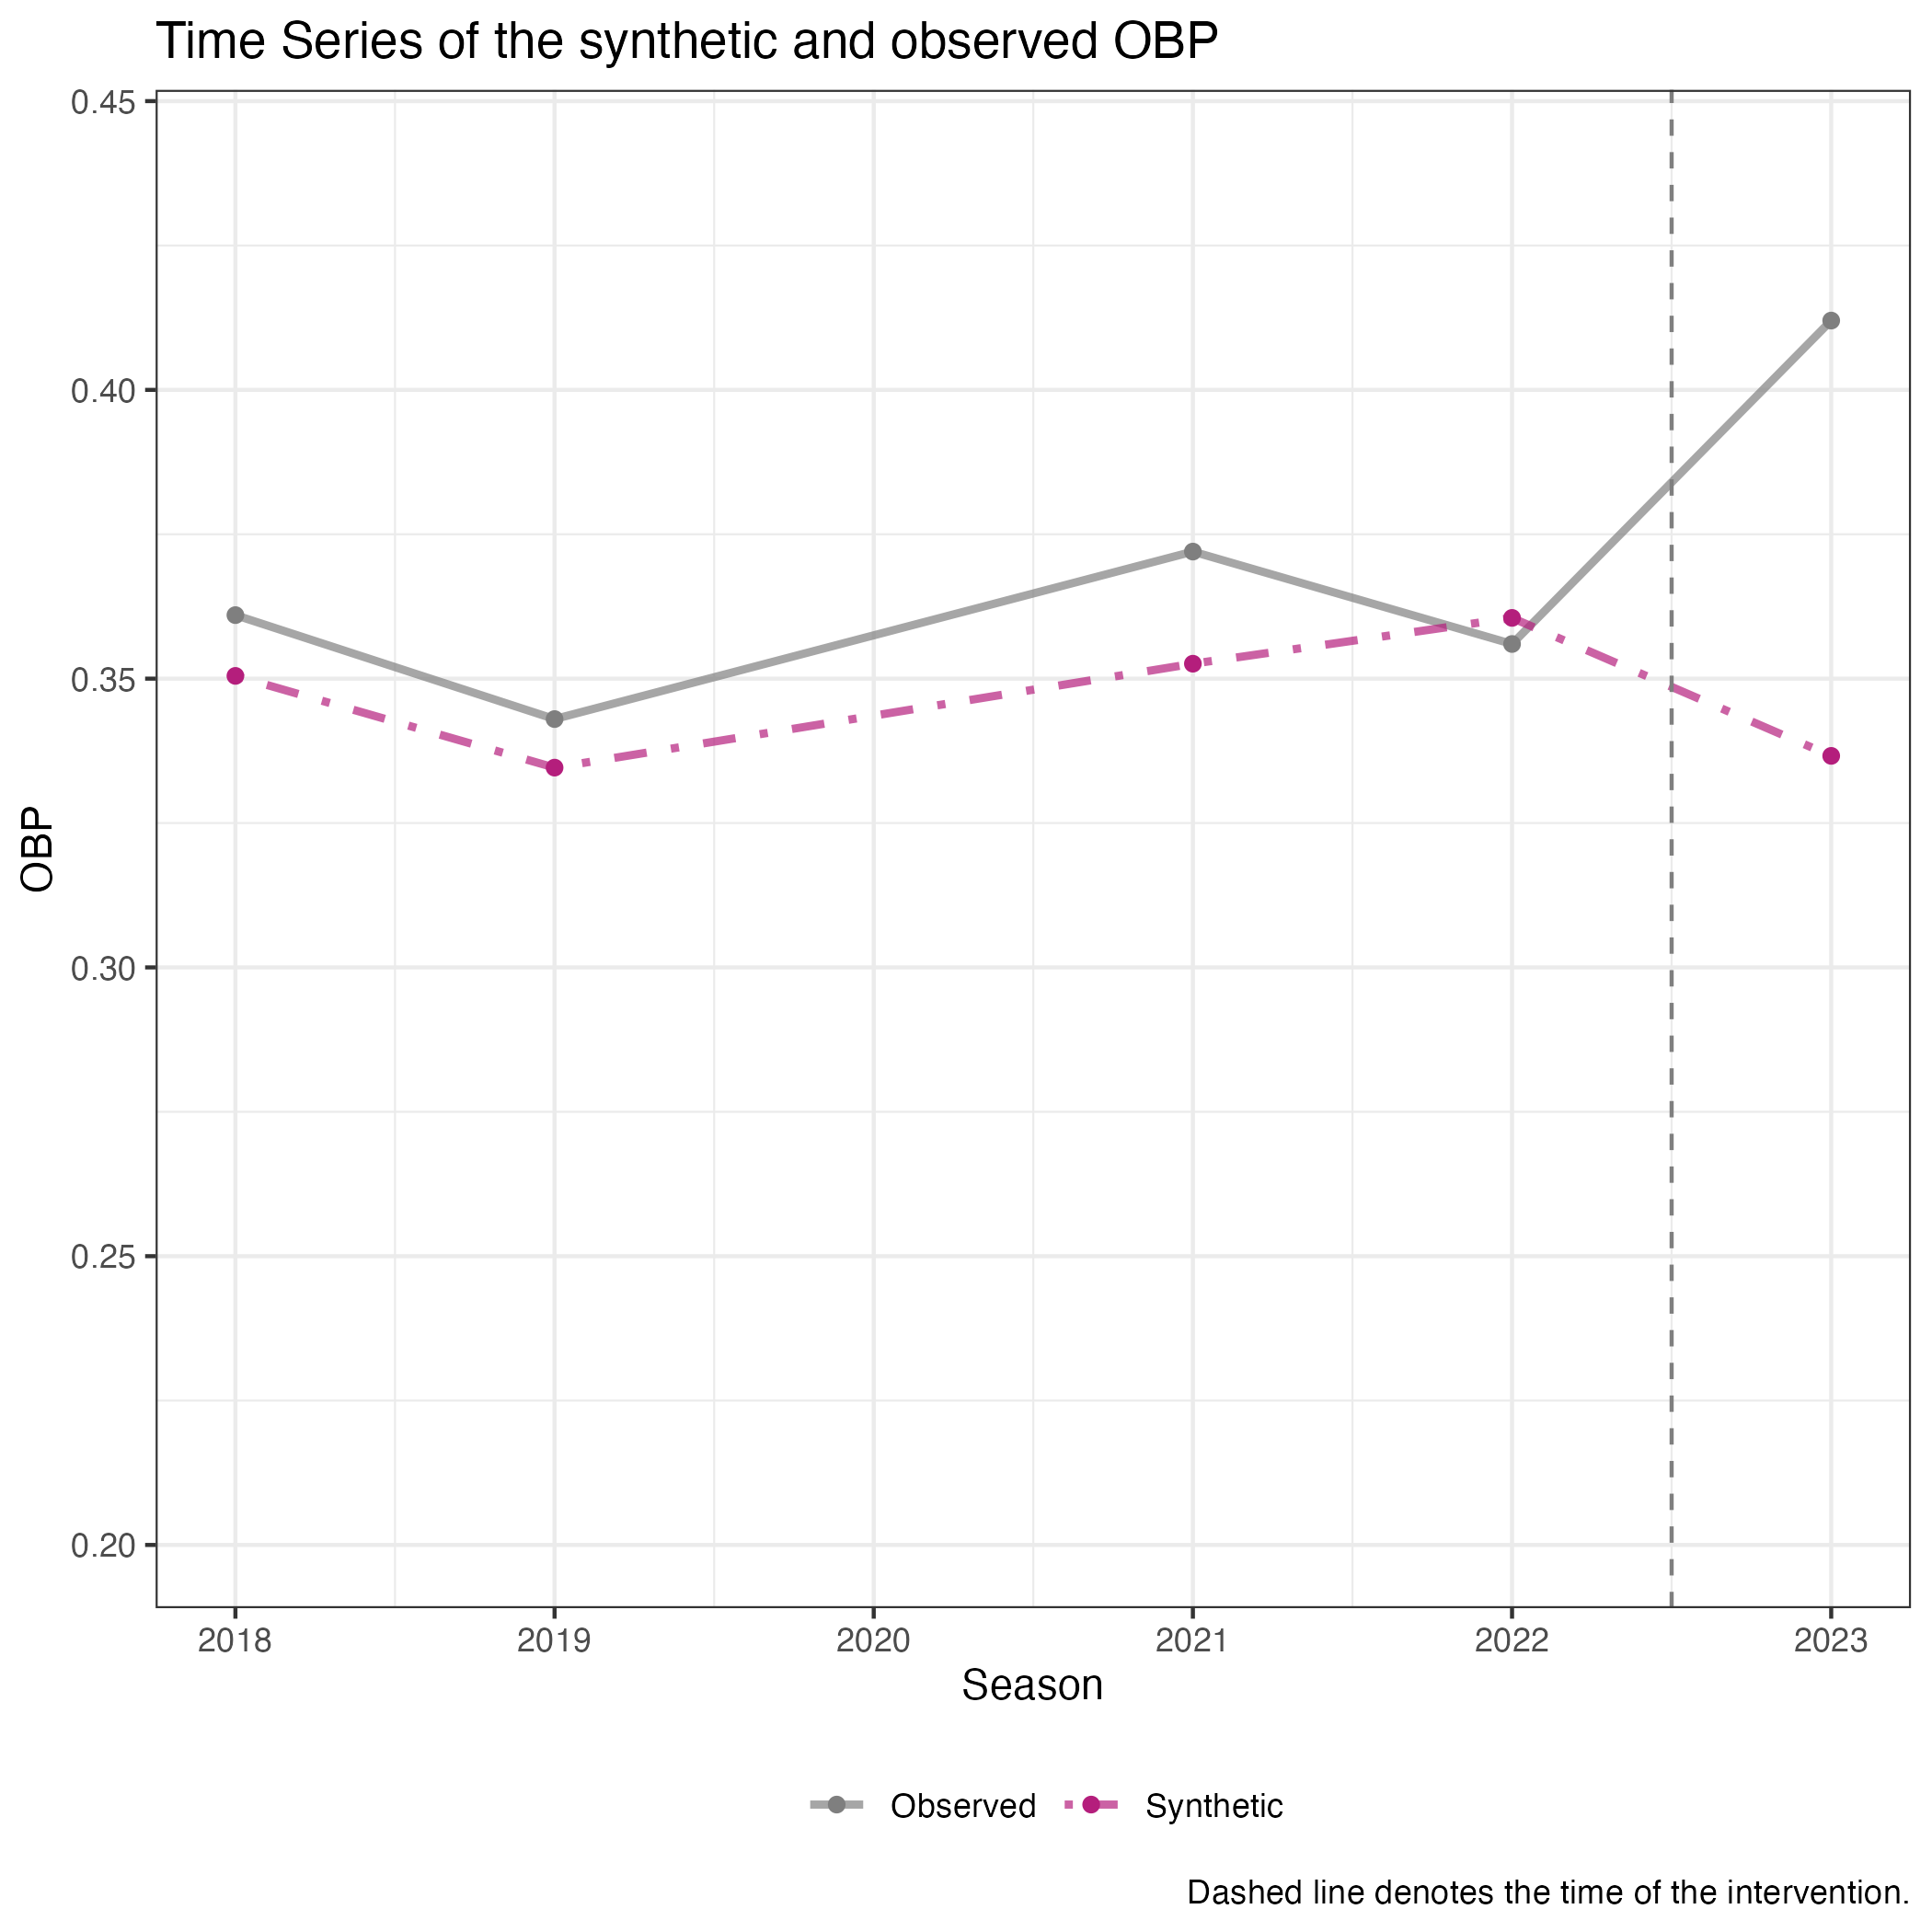 Time Series of the synthetic and observed OBP
0.45
0.40
0.35
0.30
0.25
0.20
OBP
2018 2019 2020 2021 2022 2023
Season
Observed Synthetic
Dashed line denotes the time of the intervention.